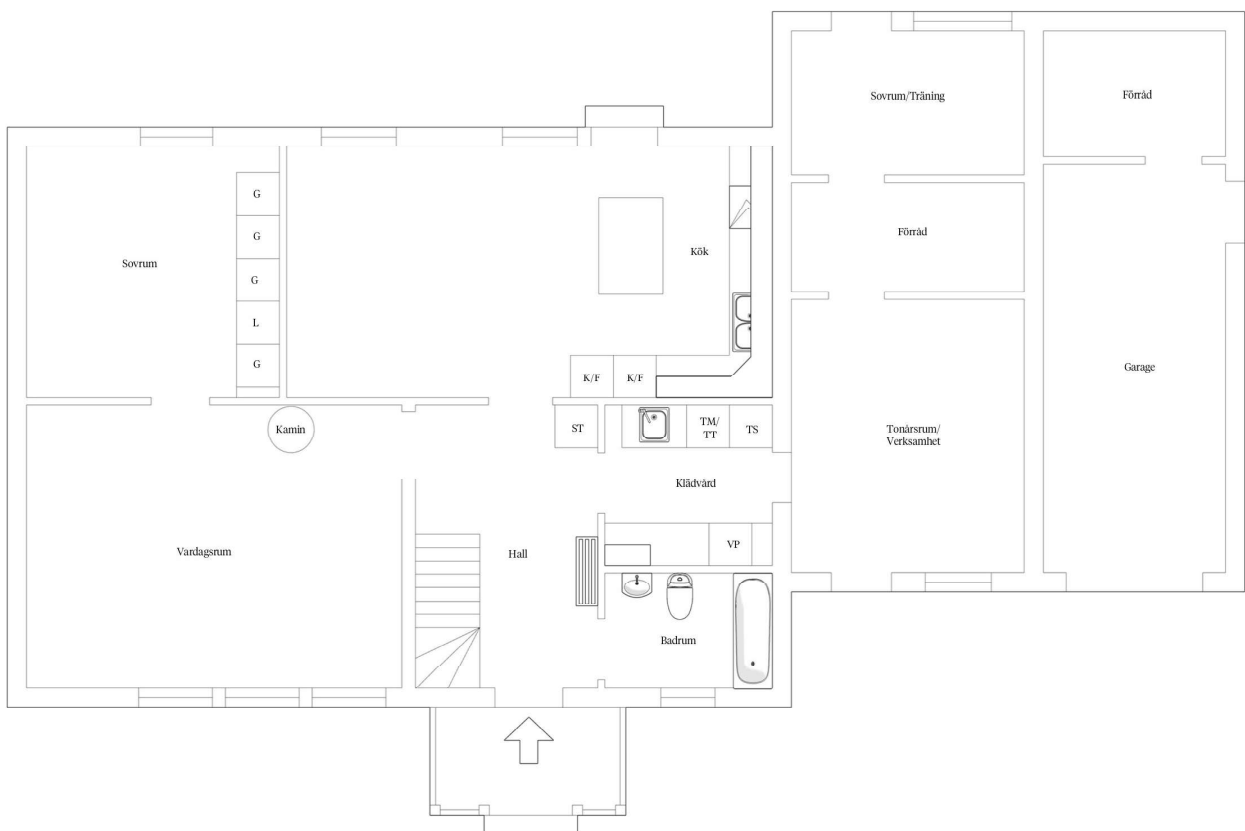 Sovrum/Träning
Förråd
G
G
Förråd
Kök
Sovrum
G
L
G
K/F
K/F
Garage
Kamin
ST
TM/
TT
TS
Tonårsrum/
Verksamhet
Klädvård
VP
Vardagsrum
Hall
Badrum